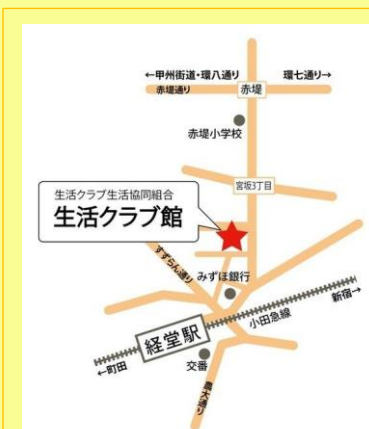 ←甲州街道・環八通り
環七通り→
赤堤通り
赤堤
赤堤小学校
宮坂3丁目
生活クラブ生活協同組合
生活クラブ館
すずらん通り
みずほ銀行
新宿→
小田急線
経堂駅
←町田
交番
農大通り